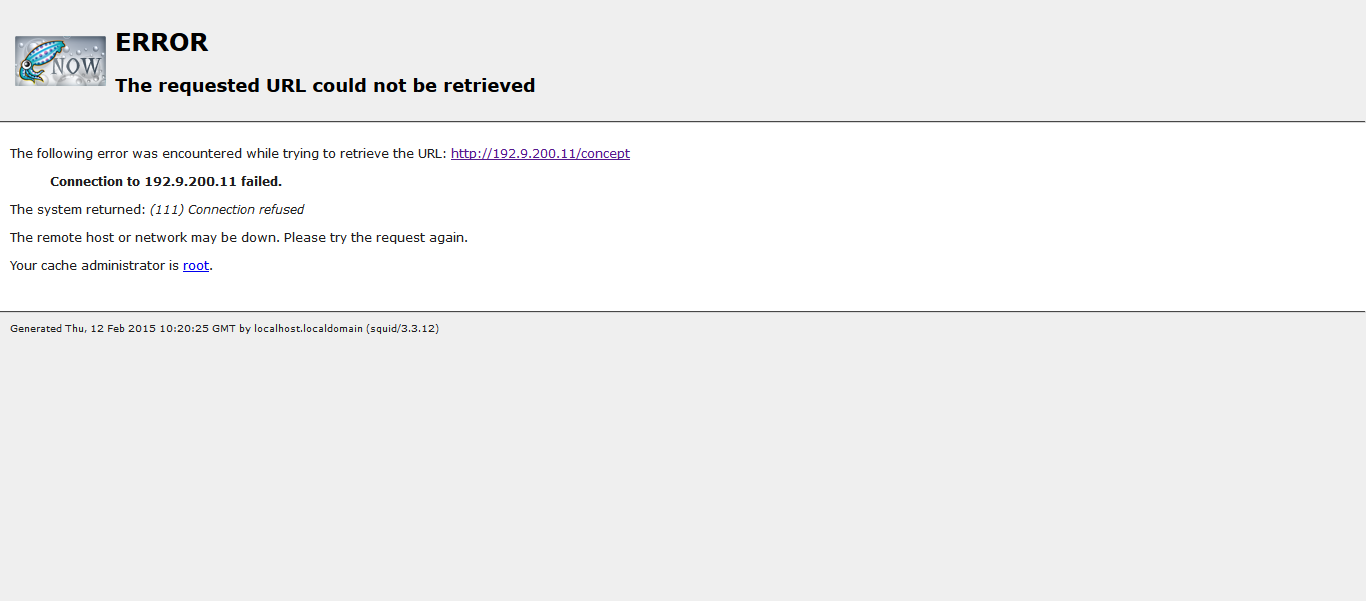 NOW
ERROR
The requested URL could not be retrieved
The following error was encountered while trying to retrieve the URL: http://192.9.200.11/concept
Connection to 192.9.200.11 failed.
The system returned: (111) Connection refused
The remote host or network may be down. Please try the request again.
Your cache administrator is root.
Generated Thu, 12 Feb 2015 10:20:25 GMT by localhost.localdomain (squid/3.3.12)